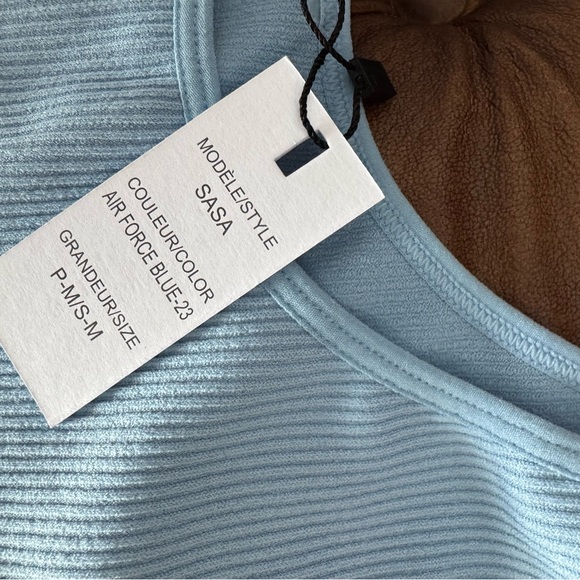 MODÈLE/STYLE
SASA
COULEUR/COLOR
AIR FORCE BLUE-23
GRANDEUR/SIZE
P-M/S-M